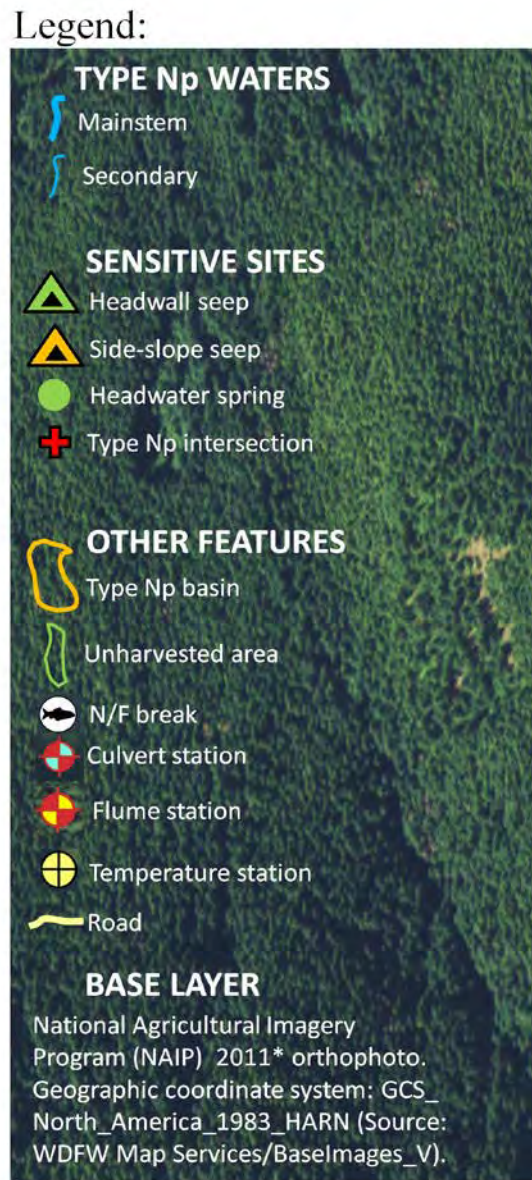 Legend:
TYPE Np WATERS
Mainstem
Secondary
SENSITIVE SITES
Headwall seep
Side-slope seep
Headwater spring
Type Np intersection
OTHER FEATURES
Type Np basin
Unharvested area
N/F break
Culvert station
Flume station
Temperature station
Road
BASE LAYER
National Agricultural Imagery
Program (NAIP) 2011* orthophoto.
Geographic coordinate system: GCS_
North_America_1983_HARN (Source:
WDFW Map Services/BaseImages_V).